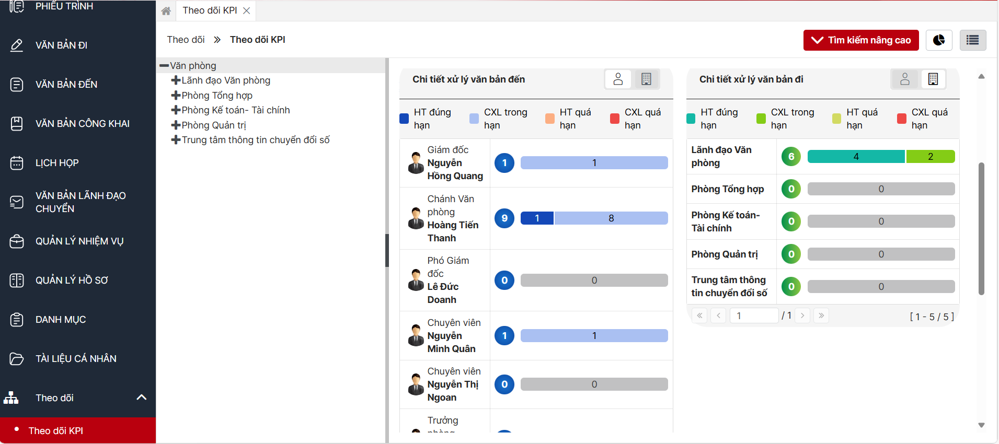 PHIẾU TRÌNH
VĂN BẢN ĐI
VĂN BẢN ĐẾN
VĂN BẢN CÔNG KHAI
LỊCH HỌP
VĂN BẢN LÃNH ĐẠO
CHUYỂN
QUẢN LÝ NHIỆM VỤ
QUẢN LÝ HỒ SƠ
DANH MỤC
TÀI LIỆU CÁ NHÂN
Theo dõi
Theo dõi KPI
Theo dõi KPI
Theo dõi » Theo dõi KPI
Tìm kiếm nâng cao
Văn phòng
Lãnh đạo Văn phòng
Phòng Tổng hợp
Phòng Kế toán- Tài chính
Phòng Quản trị
Trung tâm thông tin chuyển đổi số
Chi tiết xử lý văn bản đến
HT đúng
hạn
CXL trong
hạn
HT quá
hạn
CXL quá
hạn
Giám đốc
Nguyễn
Hồng Quang
1
1
Chánh Văn
phòng
Hoàng Tiến
Thanh
9
1
8
Phó Giám
đốc
Lê Đức
Doanh
0
0
Chuyên viên
Nguyễn
Minh Quân
1
1
Chuyên viên
Nguyễn Thị
Ngoan
0
0
Trưởng
phòng
Chi tiết xử lý văn bản đi
HT đúng
hạn
CXL trong
hạn
HT quá
hạn
CXL quá
hạn
Lãnh đạo Văn
phòng
6
4
2
Phòng Tổng hợp
0
0
Phòng Kế toán-
Tài chính
0
0
Phòng Quản trị
0
0
Trung tâm thông
tin chuyển đổi số
0
0
« ‹ 1 / 1 › »
[ 1 - 5 / 5 ]